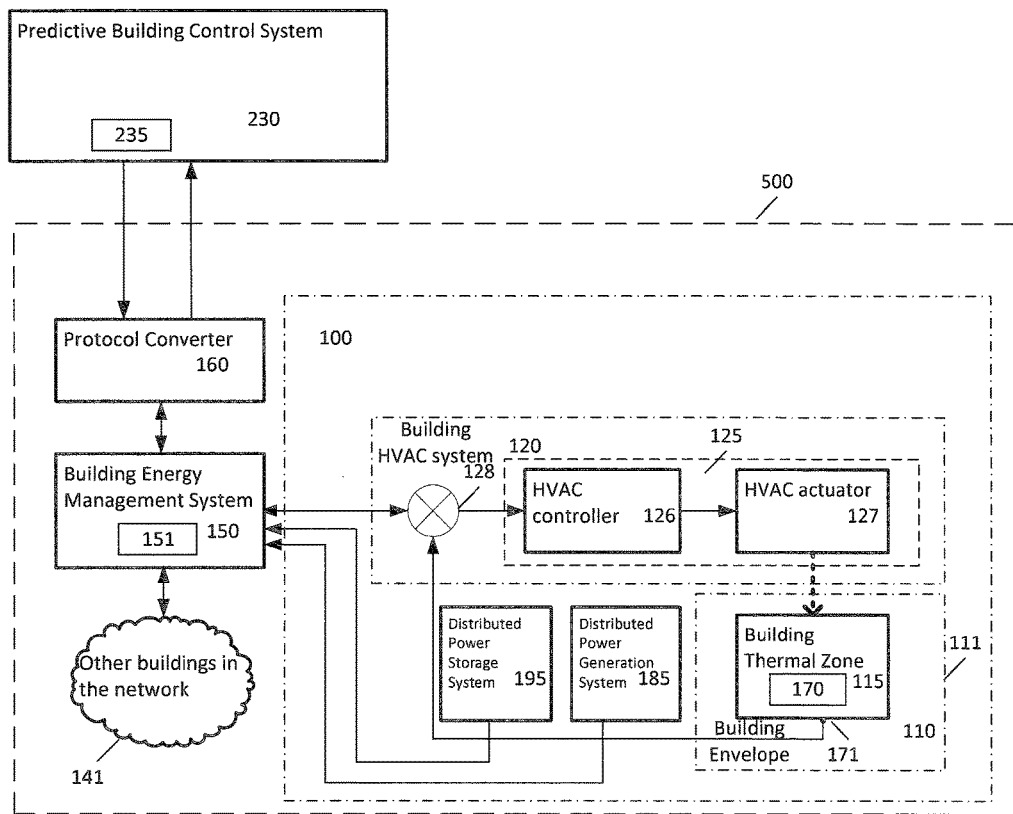 Predictive Building Control System
230
235
500
Protocol Converter
160
100
Building
HVAC system
120
125
128
HVAC
controller
126
HVAC actuator
127
Building Energy
Management System
150
151
Other buildings in
the network
141
Distributed
Power
Storage
System
195
Distributed
Power
Generation
System
185
Building
Thermal Zone
170
115
111
110
Building
Envelope
171